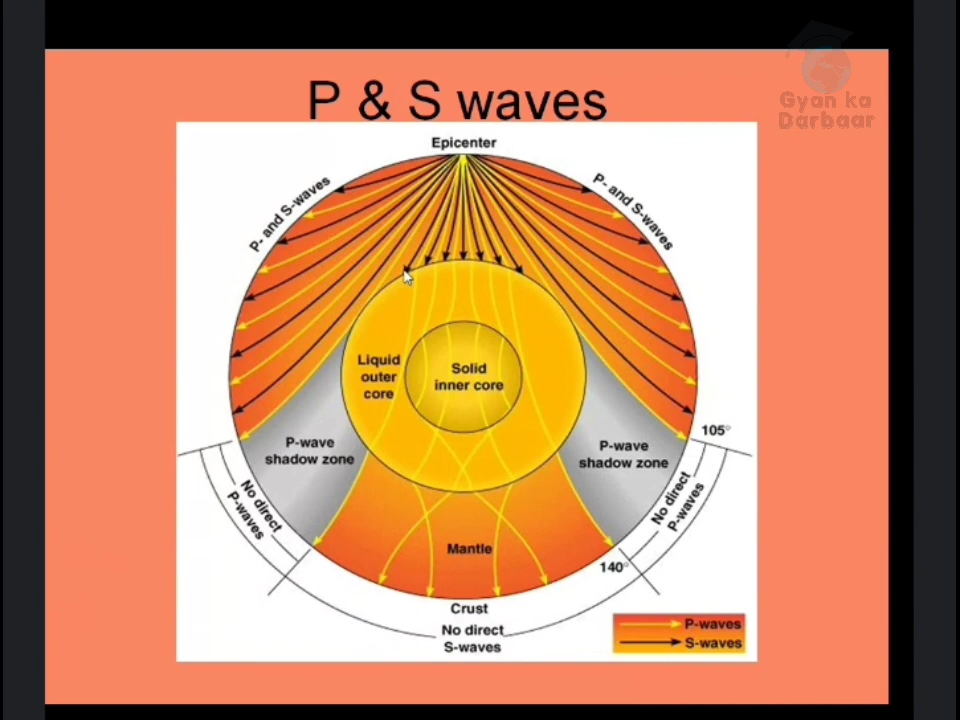 Gyan ka
Darbaar
P & S waves
Epicenter
P- and S-waves
P- and S-waves
Liquid
outer
core
Solid
inner core
P-wave
shadow zone
P-wave
shadow zone
105°
No direct
P-waves
No direct
P-waves
Mantle
140°
Crust
No direct
S-waves
P-waves
S-waves